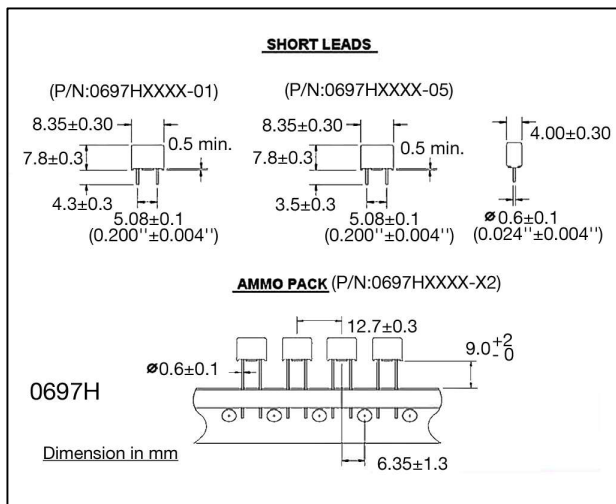 SHORT LEADS
(P/N:0697HXXXX-01)
(P/N:0697HXXXX-05)
8.35±0.30
0.5 min.
7.8±0.3
4.3±0.3
5.08±0.1
(0.200''±0.004'')
8.35±0.30
0.5 min.
7.8±0.3
3.5±0.3
5.08±0.1
(0.200''±0.004'')
4.00±0.30
ø0.6±0.1
(0.024''±0.004'')
AMMO PACK (P/N:0697HXXXX-X2)
12.7±0.3
9.0+2-0
ø0.6±0.1
0697H
Dimension in mm
6.35±1.3